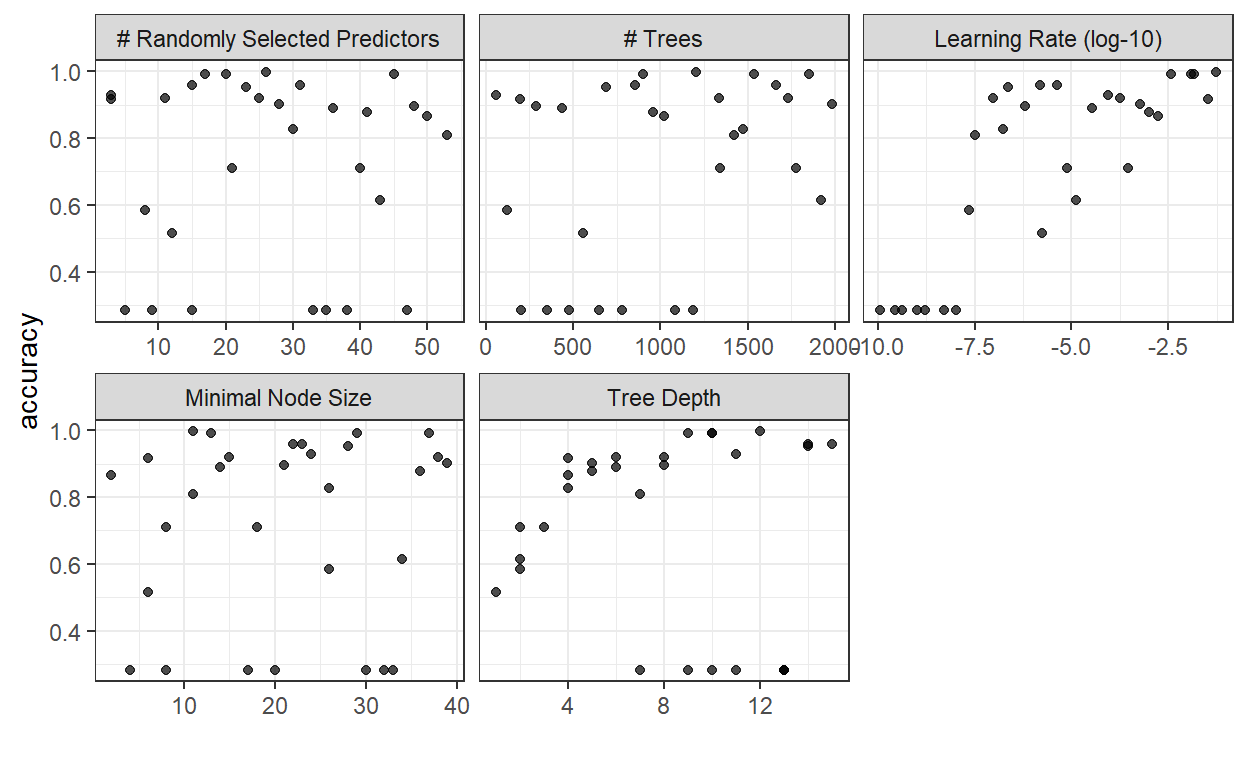 # Randomly Selected Predictors
# Trees
Learning Rate (log-10)
1.0
0.8
0.6
0.4
10 20 30 40 50
0 500 1000 1500 2000
-10.0 -7.5 -5.0 -2.5
accuracy
Minimal Node Size
Tree Depth
1.0
0.8
0.6
0.4
10 20 30 40
4 8 12